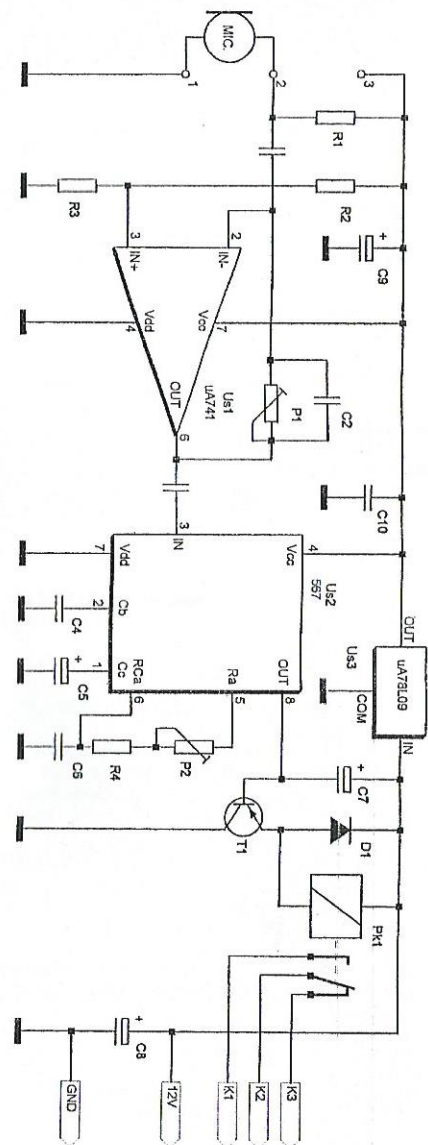 MIC.
1
2
3
R1
R3
R2
C9
+
3
IN+
2
IN-
Vdd
4
Vcc
7
Us1
uA741
OUT
6
P1
C2
C10
3
IN
Vcc
4
Us2
567
Vdd
7
Cb
2
C4
Cc
1
+
C5
RCa
6
C6
R4
P2
Ra
5
OUT
8
OUT
Us3
uA78L09
COM
IN
+
C7
T1
D1
Pk1
+
C8
GND
12V
K1
K2
K3